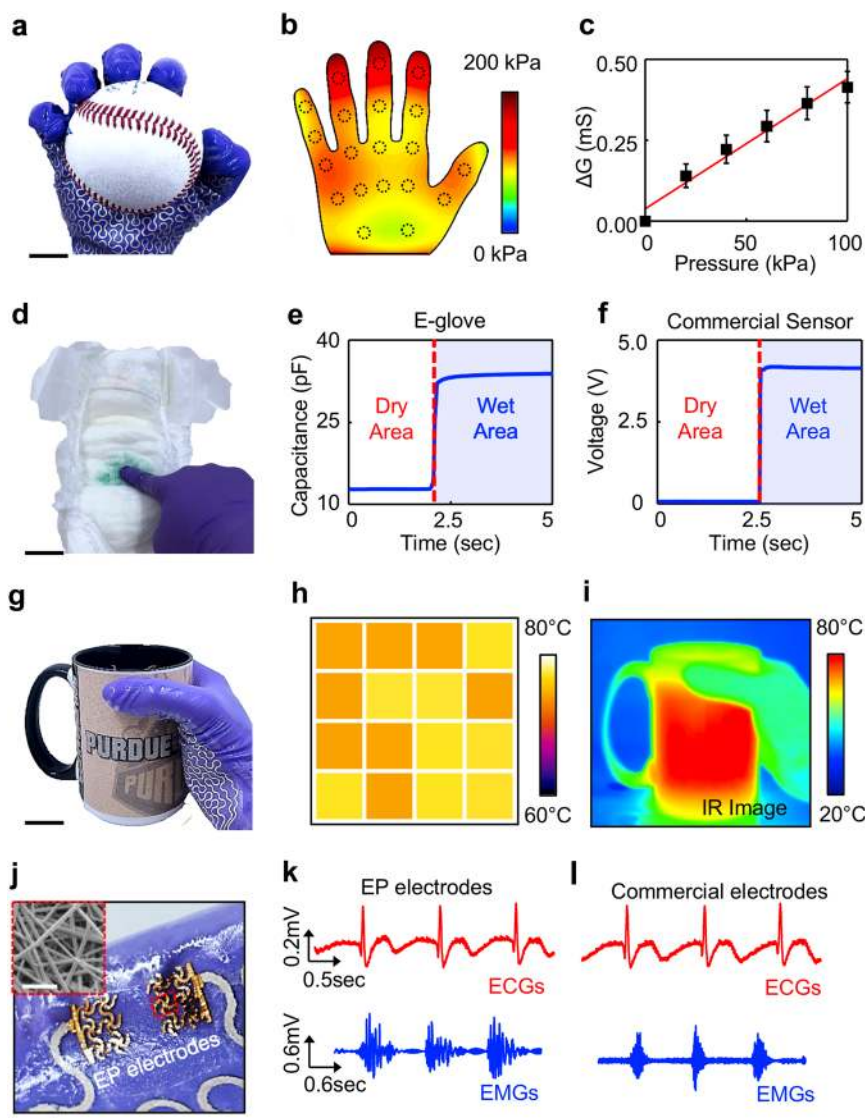 a
b
200 kPa
0 kPa
c
0.50
0.25
0.00
ΔG (mS)
0
50
100
Pressure (kPa)
d
e
E-glove
40
25
10
Capacitance (pF)
Dry
Area
Wet
Area
0
2.5
5
Time (sec)
f
Commercial Sensor
5.0
2.5
0
Voltage (V)
Dry
Area
Wet
Area
0
2.5
5
Time (sec)
g
PURDUE
PUR
h
80°C
60°C
i
80°C
20°C
IR Image
j
EP electrodes
k
EP electrodes
0.2mV
0.5sec
ECGs
0.6mV
0.6sec
EMGs
l
Commercial electrodes
ECGs
EMGs